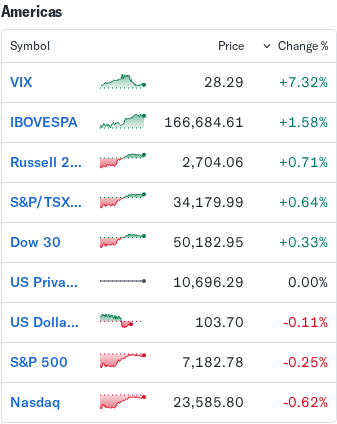 Americas
Symbol Price Change %
VIX 28.29 +7.32%
IBOVESPA 166,684.61 +1.58%
Russell 2... 2,704.06 +0.71%
S&P/TSX... 34,179.99 +0.64%
Dow 30 50,182.95 +0.33%
US Priva... 10,696.29 0.00%
US Dolla... 103.70 -0.11%
S&P 500 7,182.78 -0.25%
Nasdaq 23,585.80 -0.62%